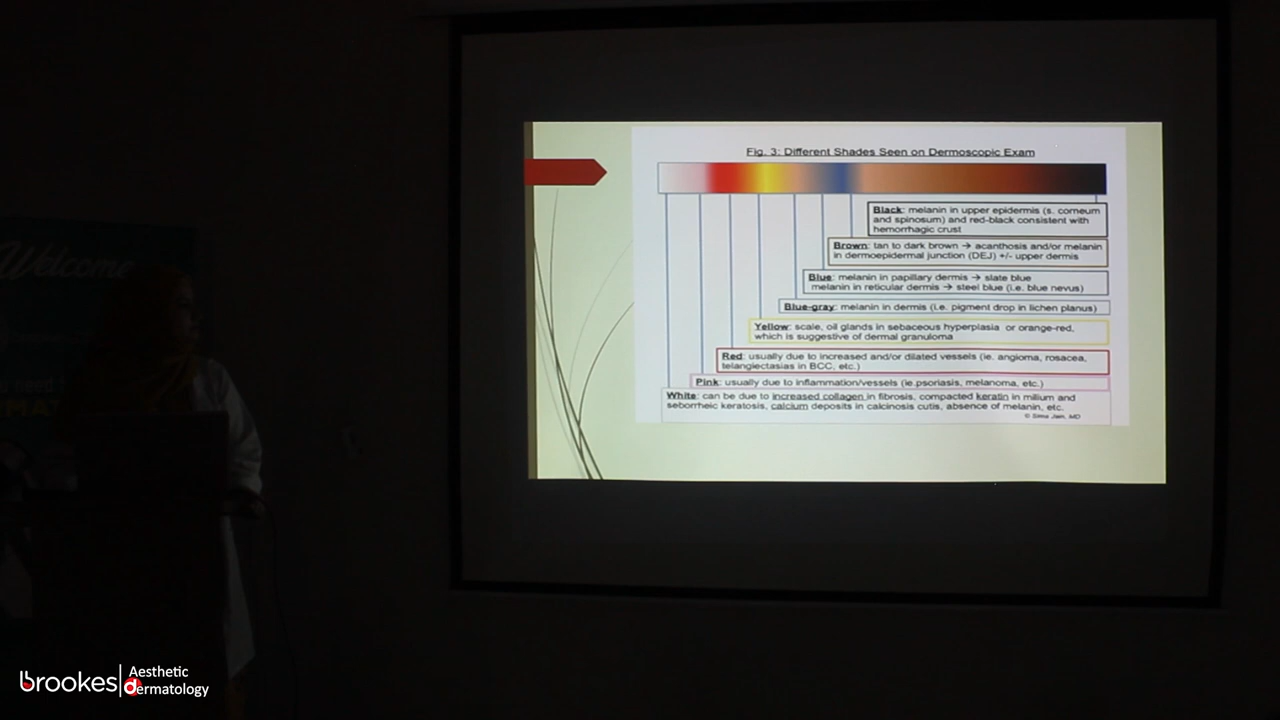 Fig. 3: Different Shades Seen on Dermoscopic Exam
Black: melanin in upper epidermis (s. corneum
and spinosum) and red-black consistent with
hemorrhagic crust
Brown: tan to dark brown → acanthosis and/or melanin
in dermoepidermal junction (DEJ) +/- upper dermis
Blue: melanin in papillary dermis → slate blue
melanin in reticular dermis → steel blue (i.e. blue nevus)
Blue-gray: melanin in dermis (i.e. pigment drop in lichen planus)
Yellow: scale, oil glands in sebaceous hyperplasia or orange-red,
which is suggestive of dermal granuloma
Red: usually due to increased and/or dilated vessels (ie. angioma, rosacea,
telangiectasias in BCC, etc.)
Pink: usually due to inflammation/vessels (ie.psoriasis, melanoma, etc.)
White: can be due to increased collagen in fibrosis, compacted keratin in milium and
seborrheic keratosis, calcium deposits in calcinosis cutis, absence of melanin, etc.
© Sima Jain, MD
Welcome
brookes
Aesthetic
dermatology